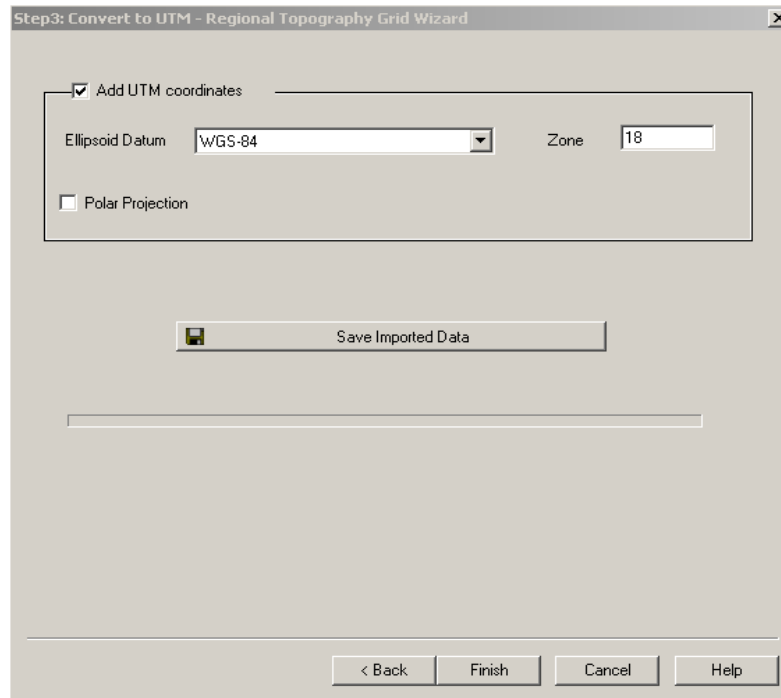 Step3: Convert to UTM - Regional Topography Grid Wizard
Add UTM coordinates
Ellipsoid Datum WGS-84 Zone 18
Polar Projection
Save Imported Data
< Back Finish Cancel Help